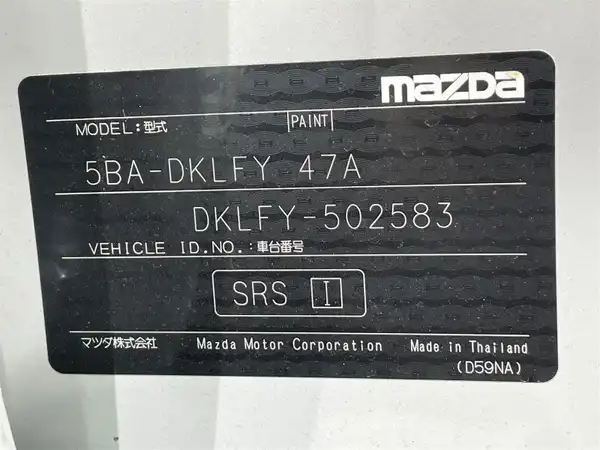 mazda
MODEL:型式 PAINT
5BA-DKLFY 47A
DKLFY-502583
VEHICLE ID.NO.:車台番号
SRS I
マツダ株式会社 Mazda Motor Corporation Made in Thailand
(D59NA)